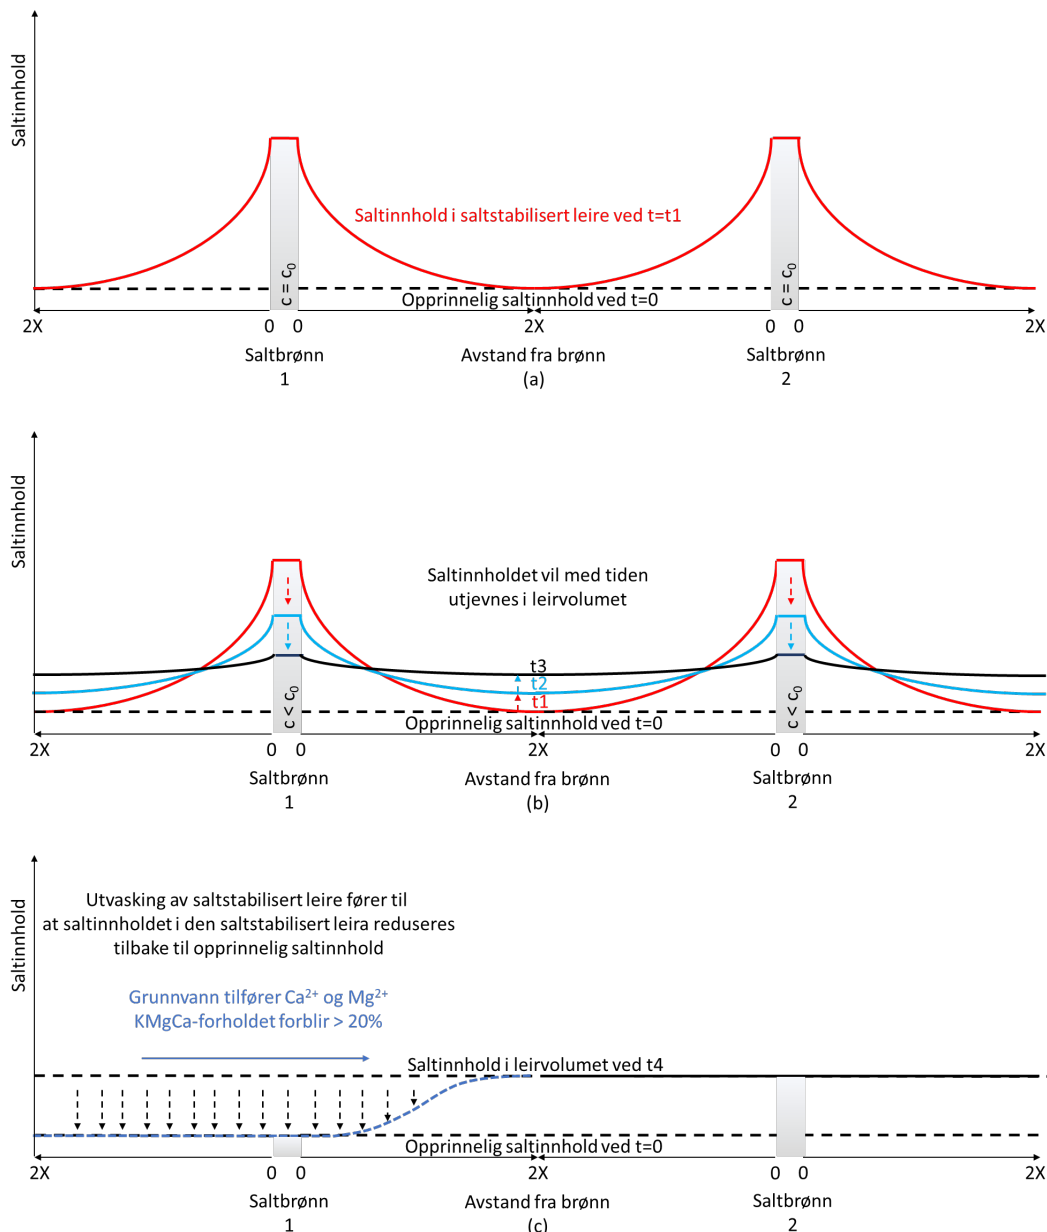 Saltinnhold
Saltinnhold i saltstabilisert leire ved t=t1
c = c₀
c = c₀
Opprinnelig saltinnhold ved t=0
2X
0 0
2X
0 0
2X
Saltbrønn
1
Avstand fra brønn
(a)
Saltbrønn
2
Saltinnhold
Saltinnholdet vil med tiden
utjevnes i leirvolumet
t3
t2
t1
c < c₀
c < c₀
Opprinnelig saltinnhold ved t=0
2X
0 0
2X
0 0
2X
Saltbrønn
1
Avstand fra brønn
(b)
Saltbrønn
2
Saltinnhold
Utvasking av saltstabilisert leire fører til
at saltinnholdet i den saltstabilisert leira reduseres
tilbake til opprinnelig saltinnhold
Grunnvann tilfører Ca²⁺ og Mg²⁺
KMgCa-forholdet forblir > 20%
Saltinnhold i leirvolumet ved t4
Opprinnelig saltinnhold ved t=0
2X
0 0
2X
0 0
2X
Saltbrønn
1
Avstand fra brønn
(c)
Saltbrønn
2